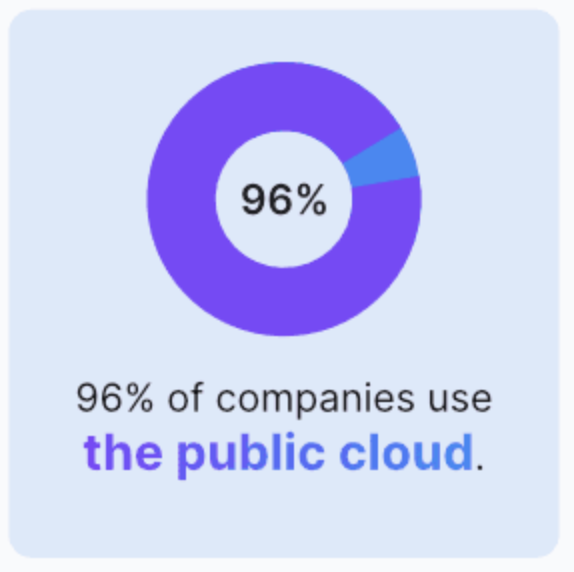 96%
96% of companies use
the public cloud.